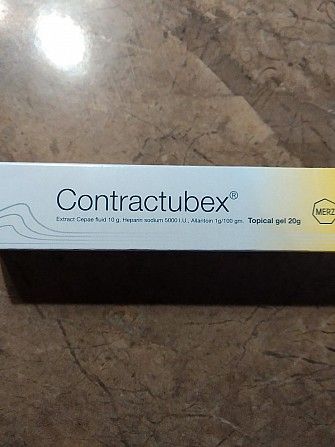 Contractubex®
Extract Cepae fluid 10 g, Heparin sodium 5000 I.U., Allantoin 1g/100 gm. Topical gel 20g
MERZ